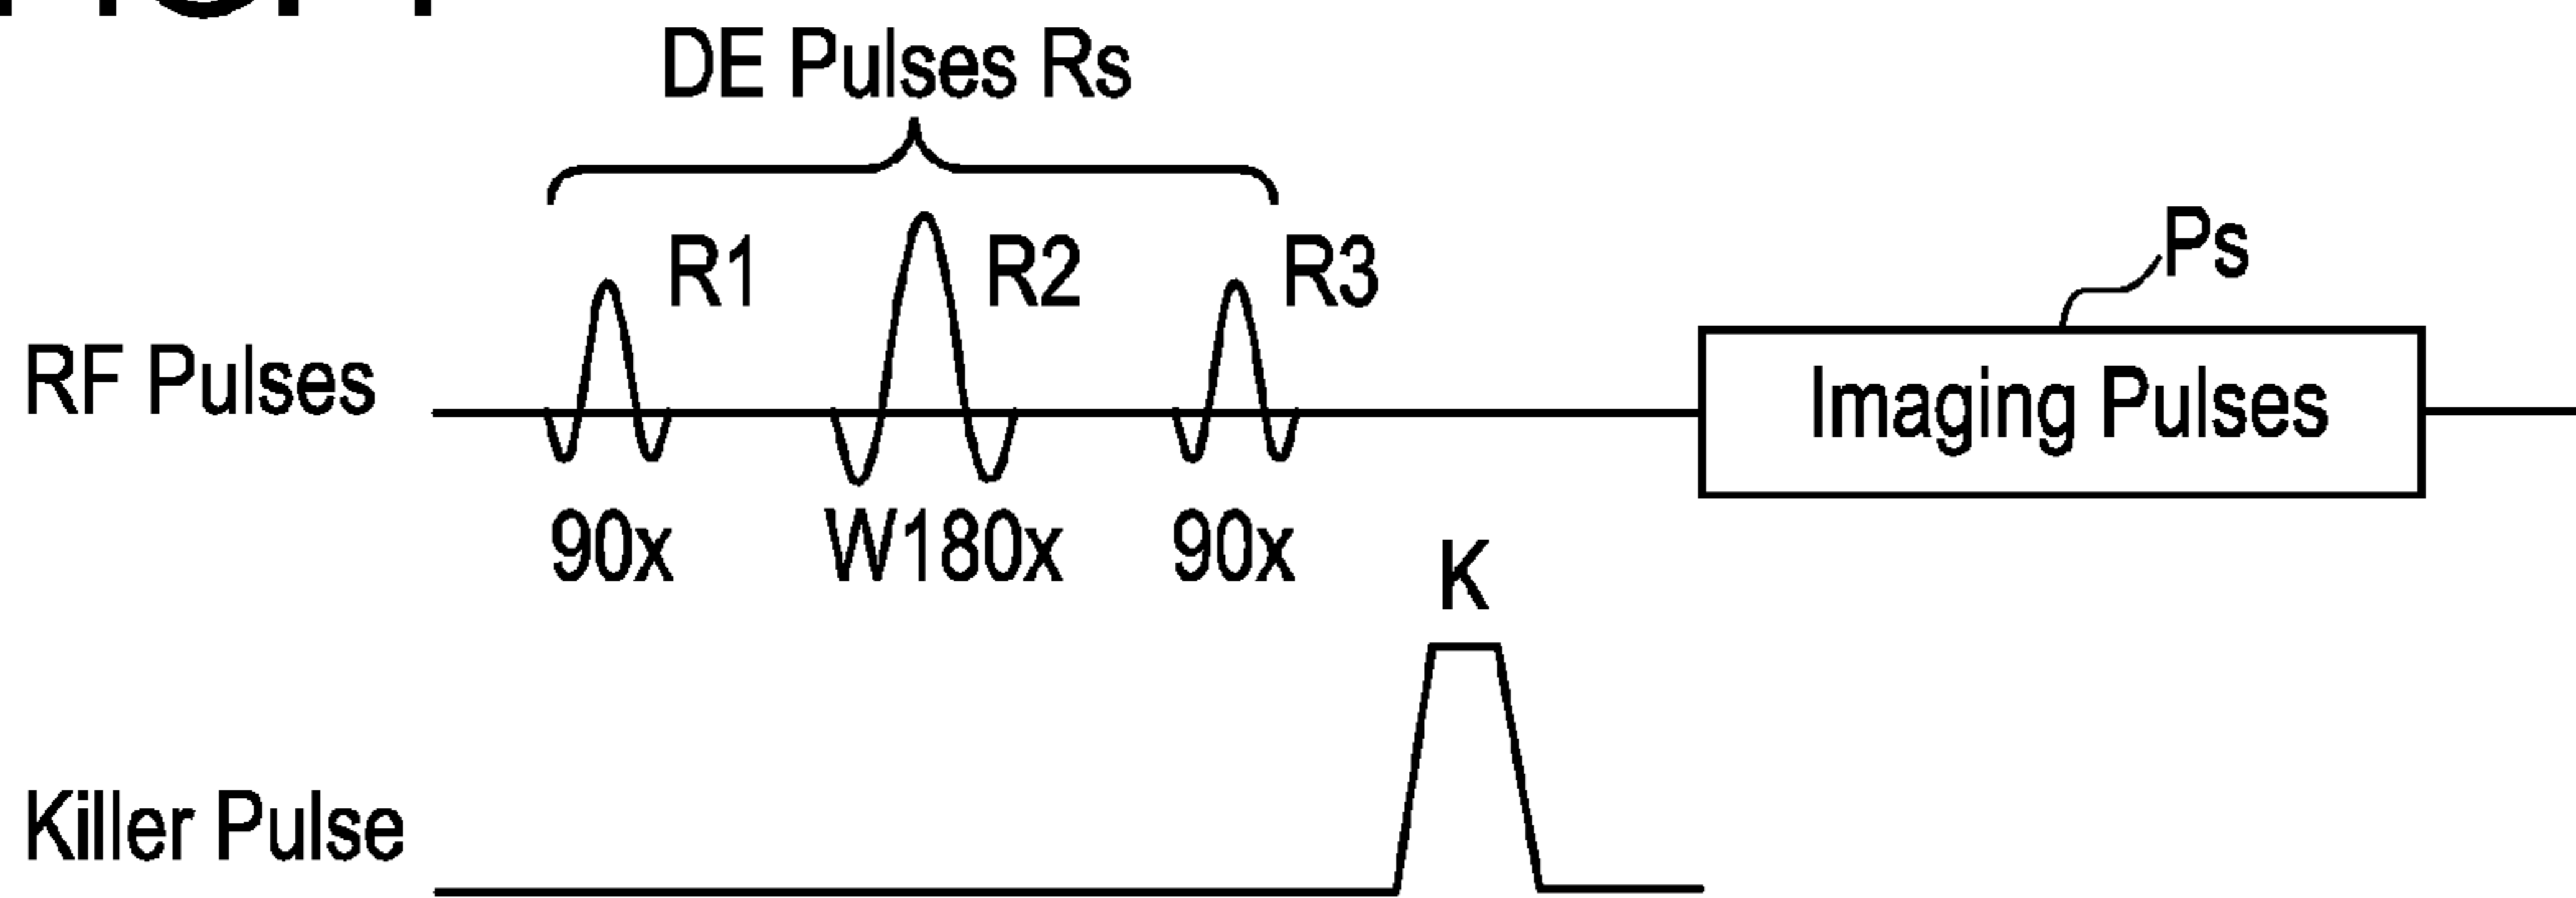 DE Pulses Rs
R1
R2
R3
Ps
RF Pulses
Imaging Pulses
90x
W180x
90x
K
Killer Pulse